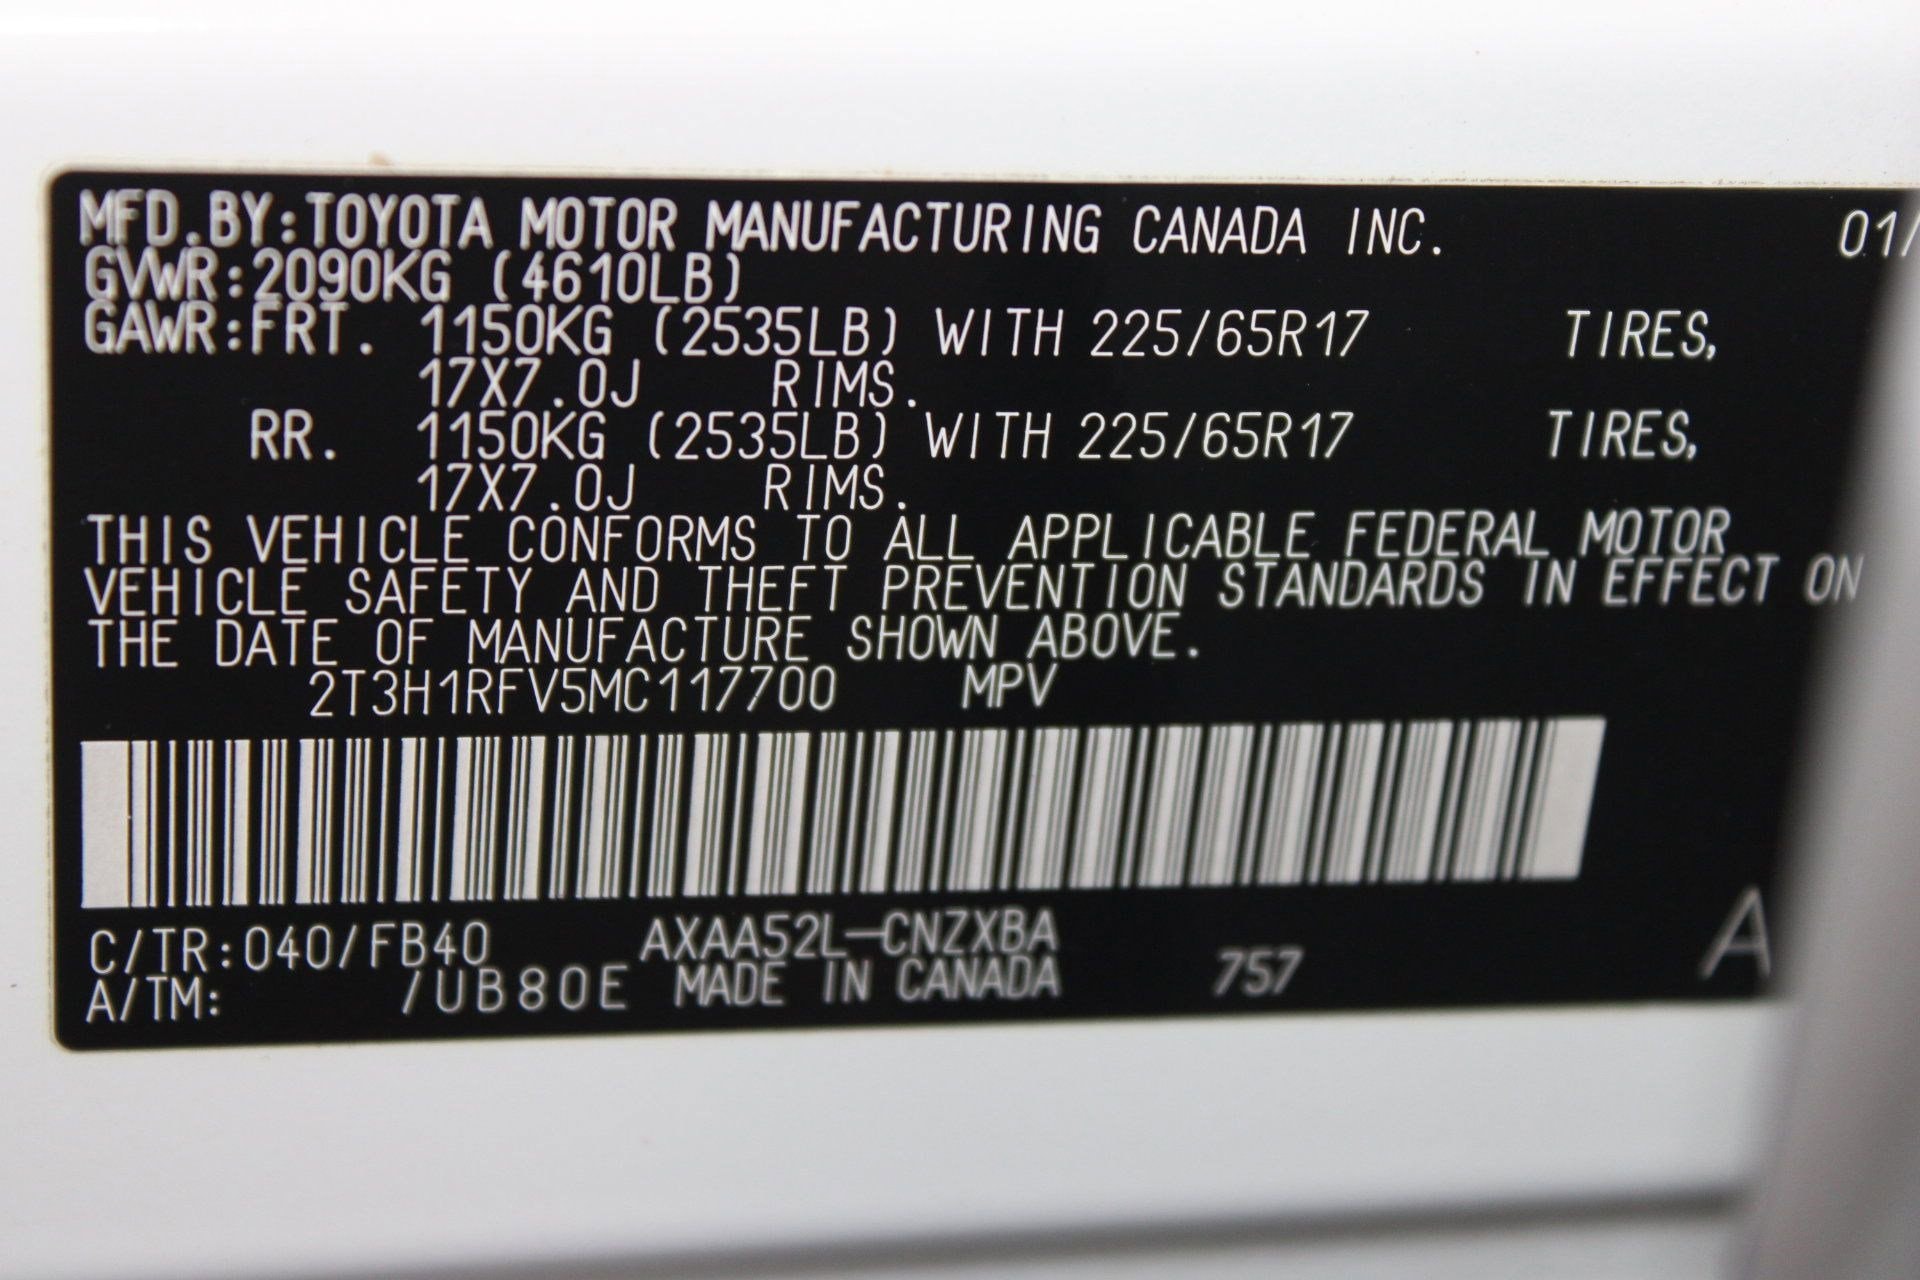 MFD.BY:TOYOTA MOTOR MANUFACTURING CANADA INC. 01/
GVWR:2090KG (4610LB)
GAWR:FRT. 1150KG (2535LB) WITH 225/65R17 TIRES,
17X7.0J RIMS.
RR. 1150KG (2535LB) WITH 225/65R17 TIRES,
17X7.0J RIMS.
THIS VEHICLE CONFORMS TO ALL APPLICABLE FEDERAL MOTOR
VEHICLE SAFETY AND THEFT PREVENTION STANDARDS IN EFFECT ON
THE DATE OF MANUFACTURE SHOWN ABOVE.
2T3H1RFV5MC117700 MPV
C/TR:040/FB40 AXAA52L-CNZXBA
A/TM: /UB80E MADE IN CANADA 757 A